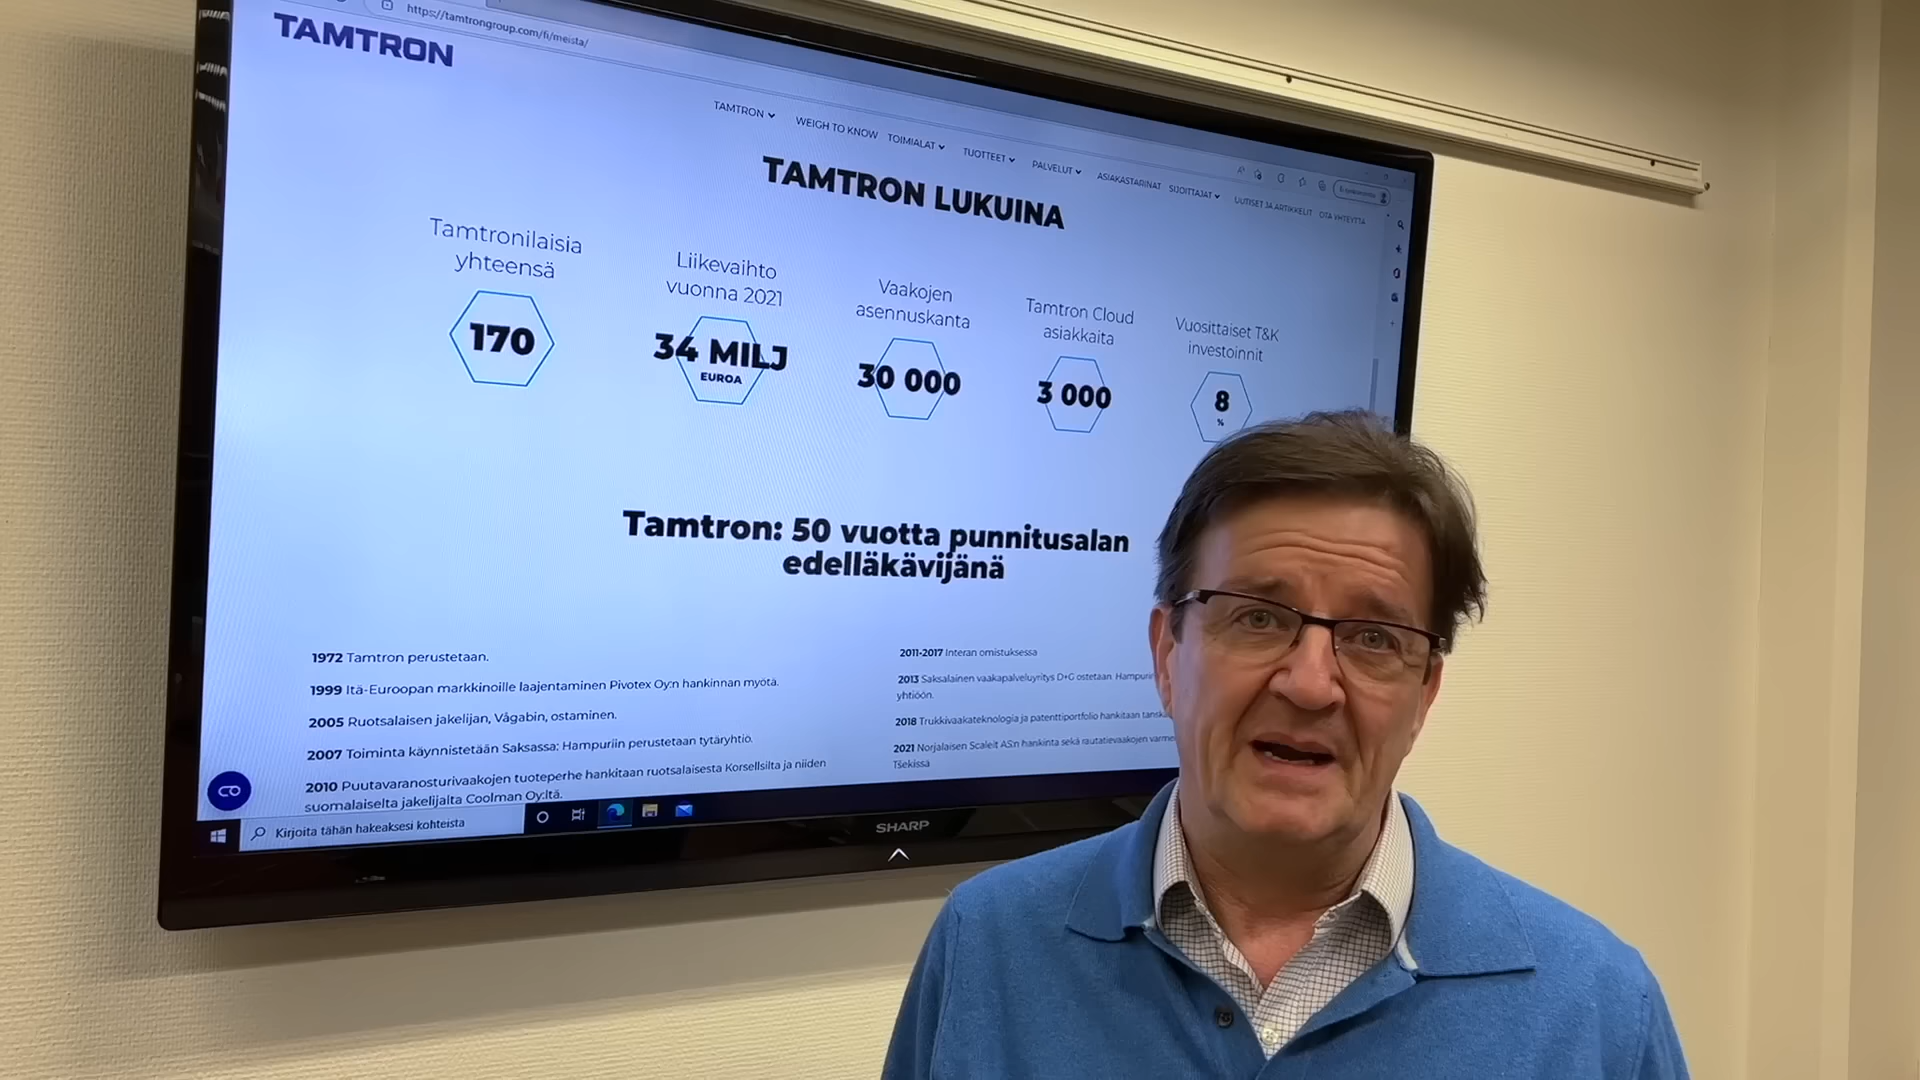 https://tamtrongroup.com/fi/meista/
TAMTRON
TAMTRON WEIGH TO KNOW TOIMIALAT TUOTTEET PALVELUT ASIAKASTARINAT SIJOITTAJAT UUTISET JA ARTIKKELIT OTA YHTEYTTÄ
TAMTRON LUKUINA
Tamtronilaisia
yhteensä
170
Liikevaihto
vuonna 2021
34 MILJ
EUROA
Vaakojen
asennuskanta
30 000
Tamtron Cloud
asiakkaita
3 000
Vuosittaiset T&K
investoinnit
8
%
Tamtron: 50 vuotta punnitusalan
edelläkävijänä
1972 Tamtron perustetaan.
1999 Itä-Euroopan markkinoille laajentaminen Pivotex Oy:n hankinnan myötä.
2005 Ruotsalaisen jakelijan, Vågabin, ostaminen.
2007 Toiminta käynnistetään Saksassa: Hampuriin perustetaan tytäryhtiö.
2010 Puutavaranosturivaakojen tuoteperhe hankitaan ruotsalaisesta Korsellsilta ja niiden
suomalaiselta jakelijalta Coolman Oy:ltä.
2011-2017 Interan omistuksessa
2013 Saksalainen vaakapalveluyritys D+G ostetaan
yhtiöön.
2018 Trukkivaakateknologia ja patenttiportfolio hankitaan
2021 Norjalaisen Scaleit AS:n hankinta sekä rautatievaakojen
Tšekissä
Kirjoita tähän hakeaksesi kohteista
SHARP